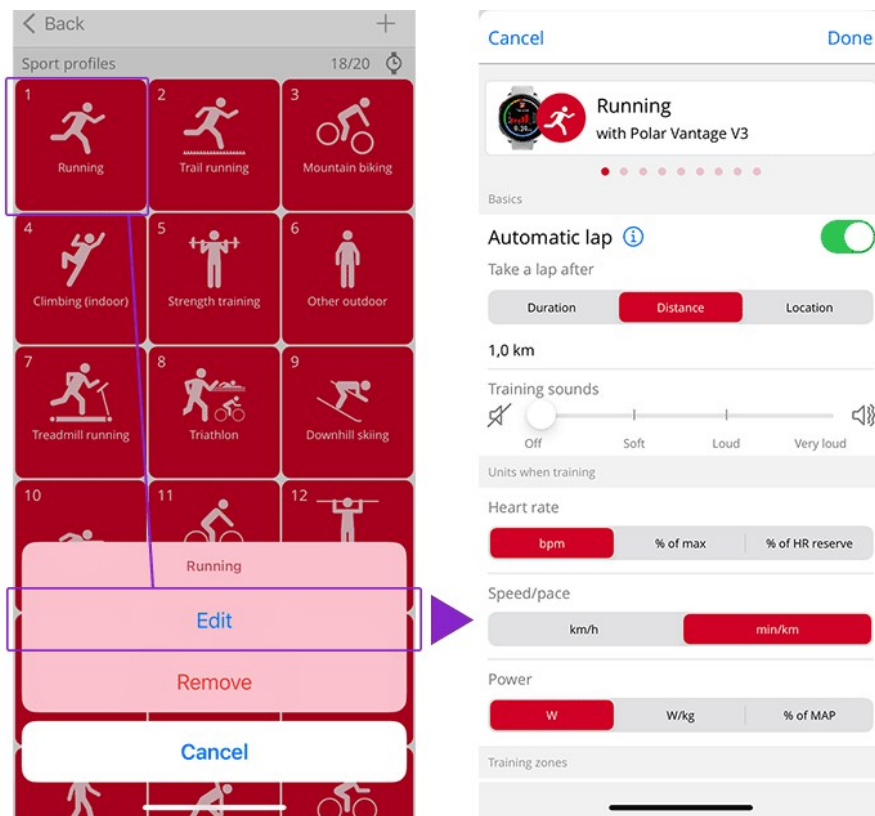 Back
Sport profiles 18/20
1 2 3
Running Trail running Mountain biking
4 5 6
Climbing (indoor) Strength training Other outdoor
7 8 9
Treadmill running Triathlon Downhill skiing
10 11 12
Running
Edit
Remove
Cancel
Cancel Done
Running
with Polar Vantage V3
Basics
Automatic lap i
Take a lap after
Duration Distance Location
1,0 km
Training sounds
Off Soft Loud Very loud
Units when training
Heart rate
bpm % of max % of HR reserve
Speed/pace
km/h min/km
Power
W W/kg % of MAP
Training zones